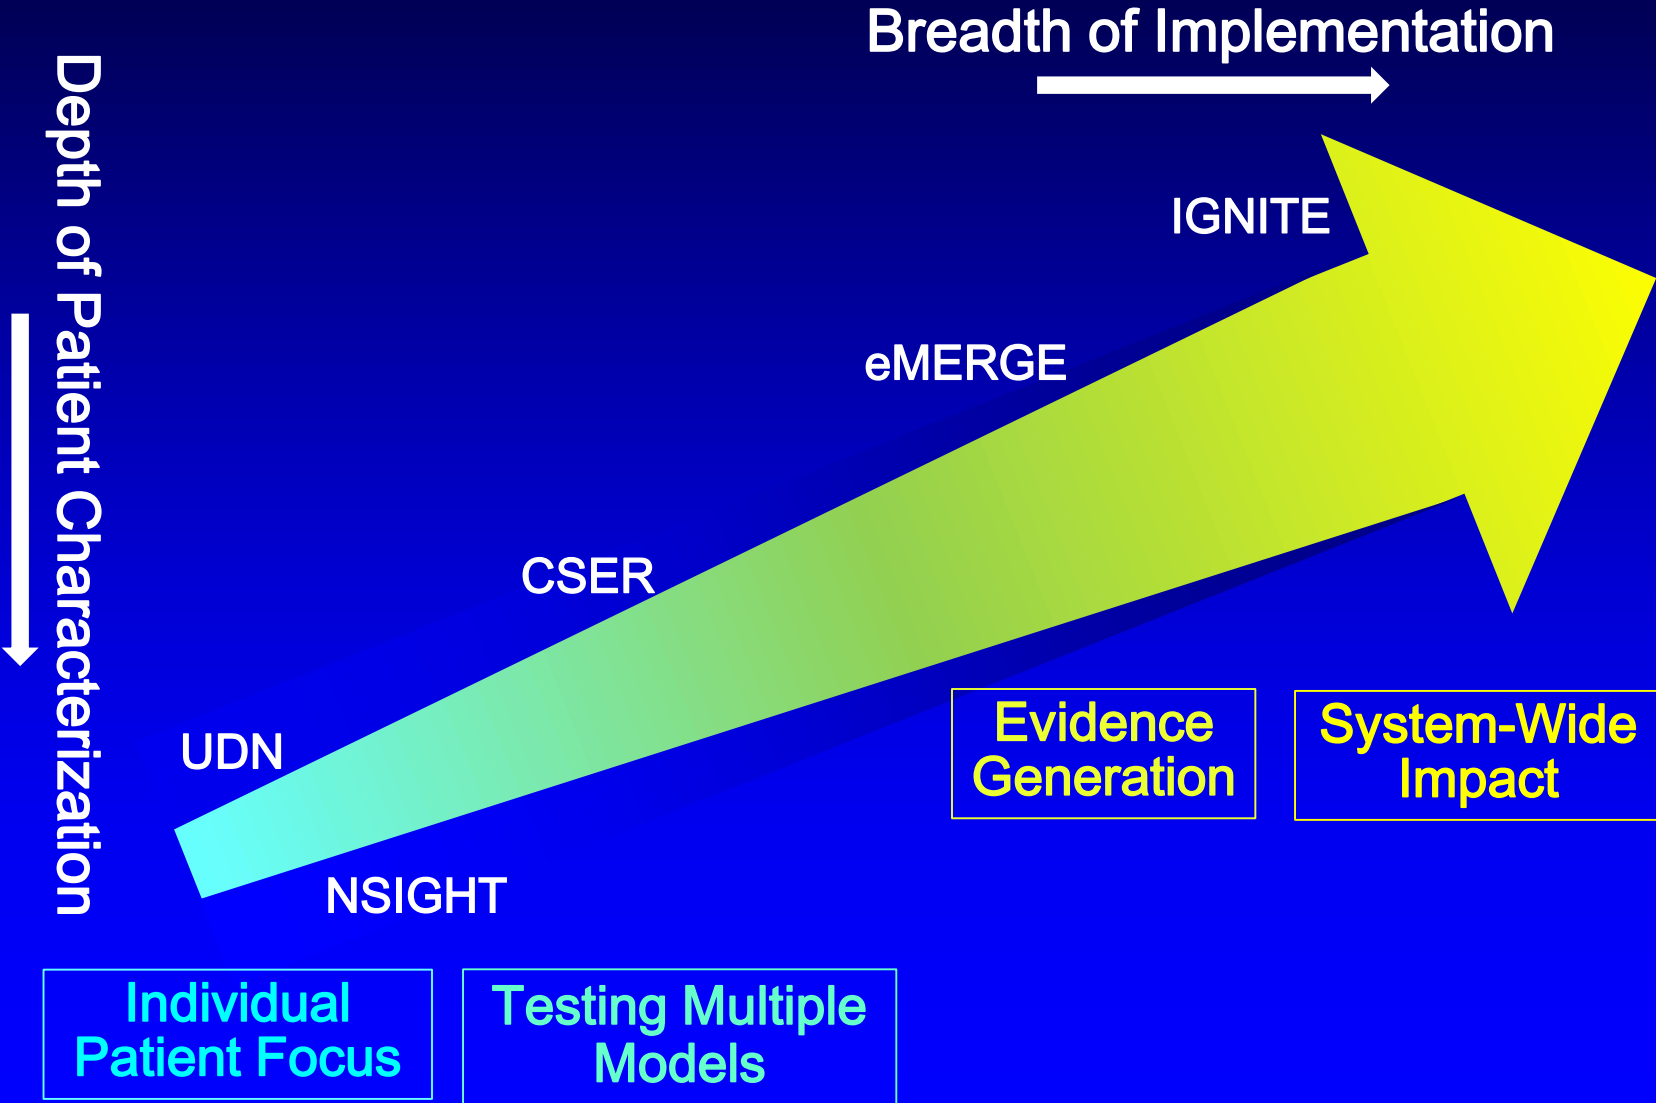 Breadth of Implementation
Depth of Patient Characterization
IGNITE
eMERGE
CSER
UDN
NSIGHT
Evidence
Generation
System-Wide
Impact
Individual
Patient Focus
Testing Multiple
Models